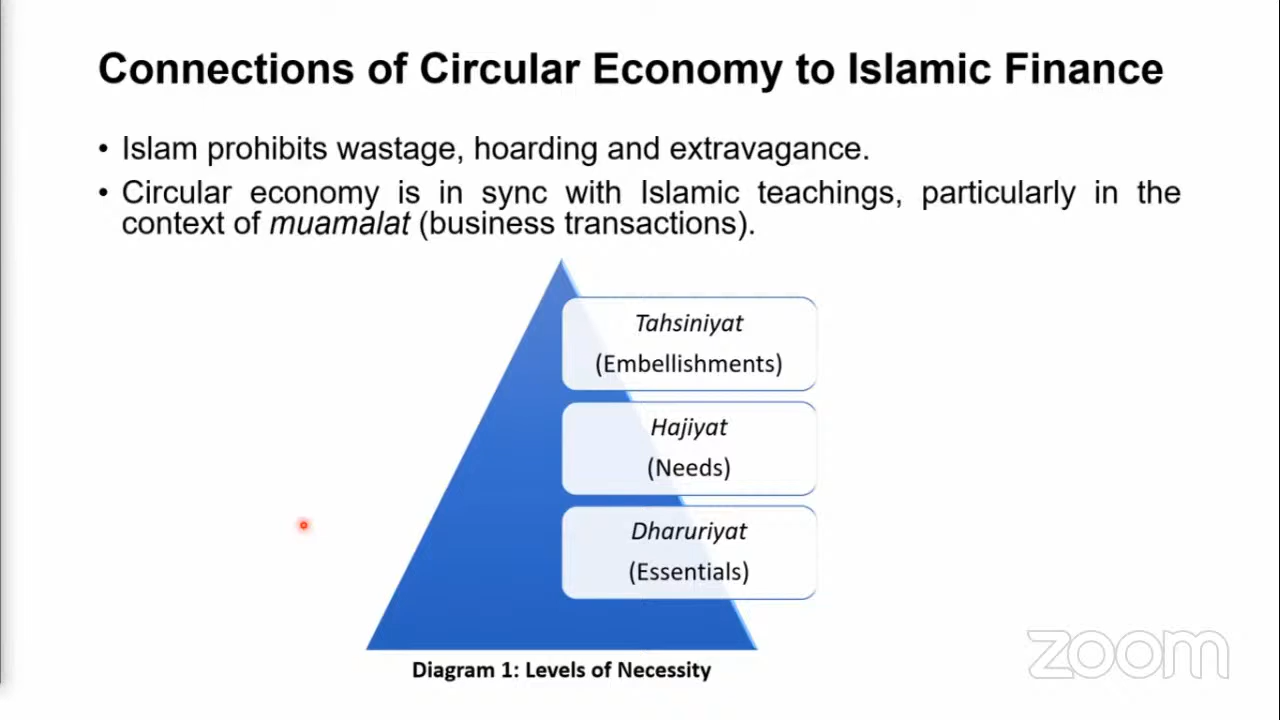 Connections of Circular Economy to Islamic Finance
• Islam prohibits wastage, hoarding and extravagance.
• Circular economy is in sync with Islamic teachings, particularly in the
context of muamalat (business transactions).
Tahsiniyat
(Embellishments)
Hajiyat
(Needs)
Dharuriyat
(Essentials)
Diagram 1: Levels of Necessity
zoom